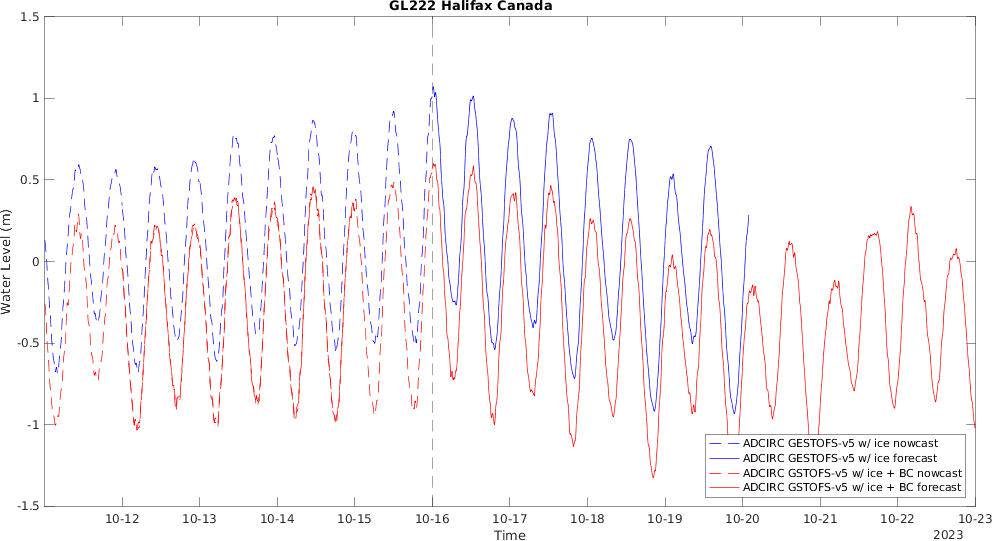 GL222 Halifax Canada
1.5
1
0.5
0
-0.5
-1
-1.5
Water Level (m)
ADCIRC GESTOFS-v5 w/ ice nowcast
ADCIRC GESTOFS-v5 w/ ice forecast
ADCIRC GSTOFS-v5 w/ ice + BC nowcast
ADCIRC GSTOFS-v5 w/ ice + BC forecast
10-12 10-13 10-14 10-15 10-16 10-17 10-18 10-19 10-20 10-21 10-22 10-23
Time
2023